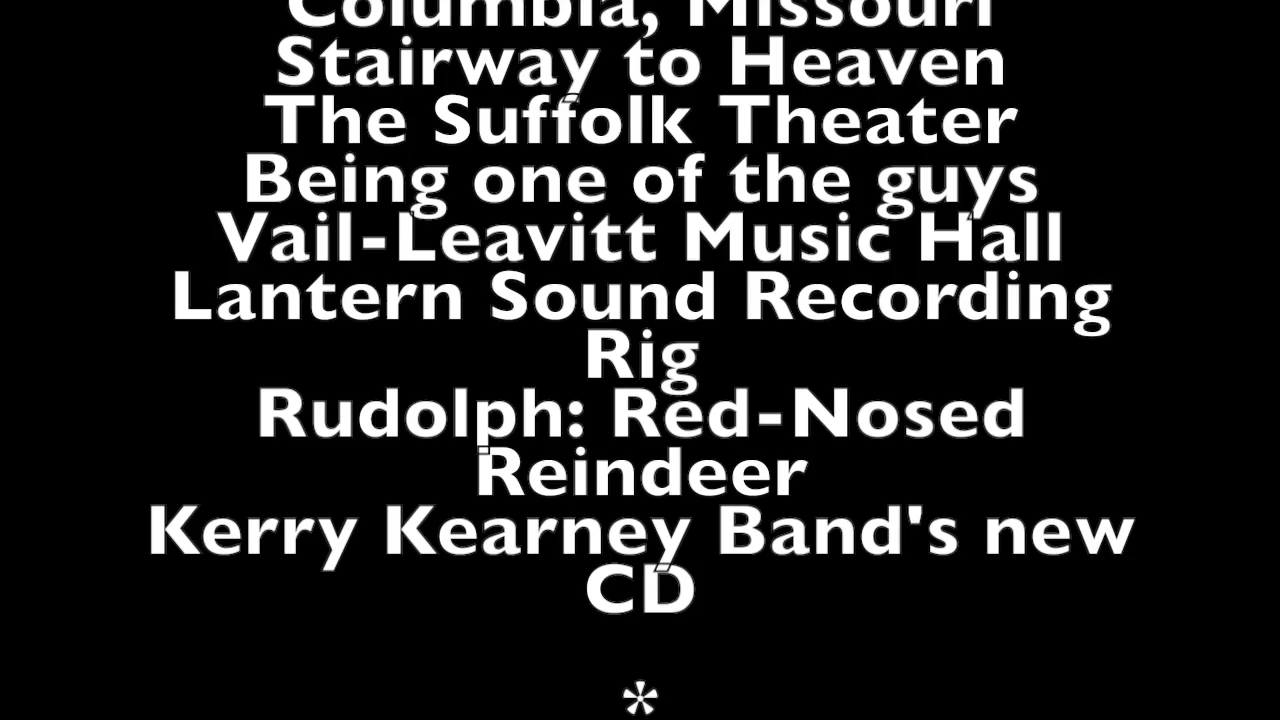 Columbia, Missouri
Stairway to Heaven
The Suffolk Theater
Being one of the guys
Vail-Leavitt Music Hall
Lantern Sound Recording
Rig
Rudolph: Red-Nosed
Reindeer
Kerry Kearney Band's new
CD
*